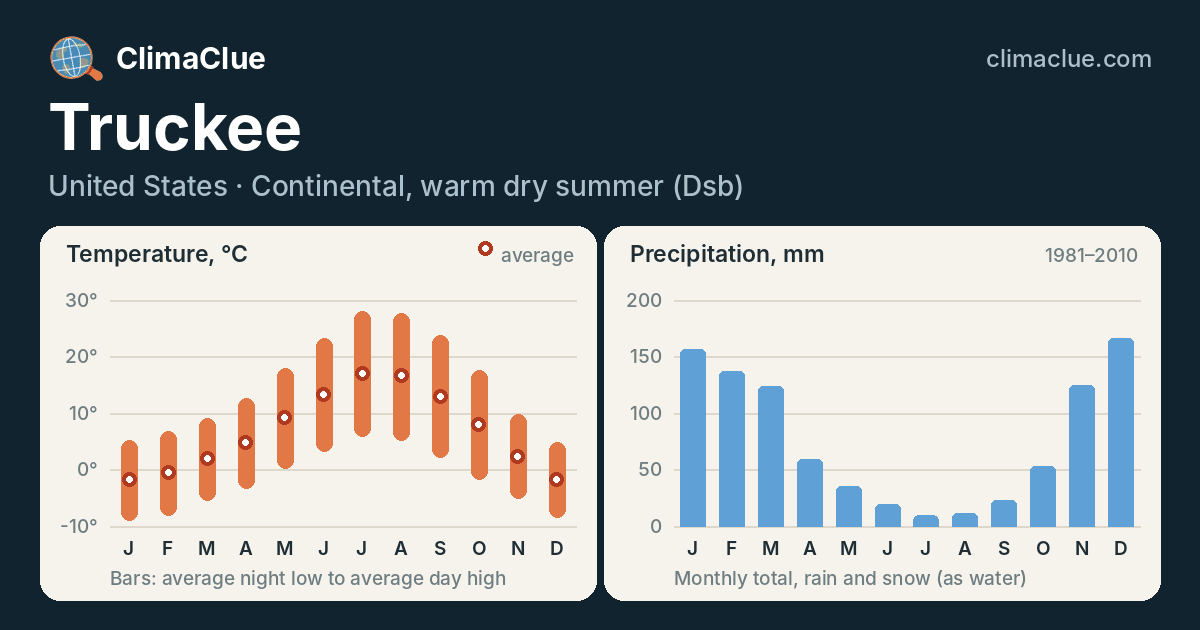 ClimaClue
climaclue.com
Truckee
United States · Continental, warm dry summer (Dsb)
Temperature, °C
average
30°
20°
10°
0°
-10°
J F M A M J J A S O N D
Bars: average night low to average day high
Precipitation, mm
1981–2010
200
150
100
50
0
J F M A M J J A S O N D
Monthly total, rain and snow (as water)